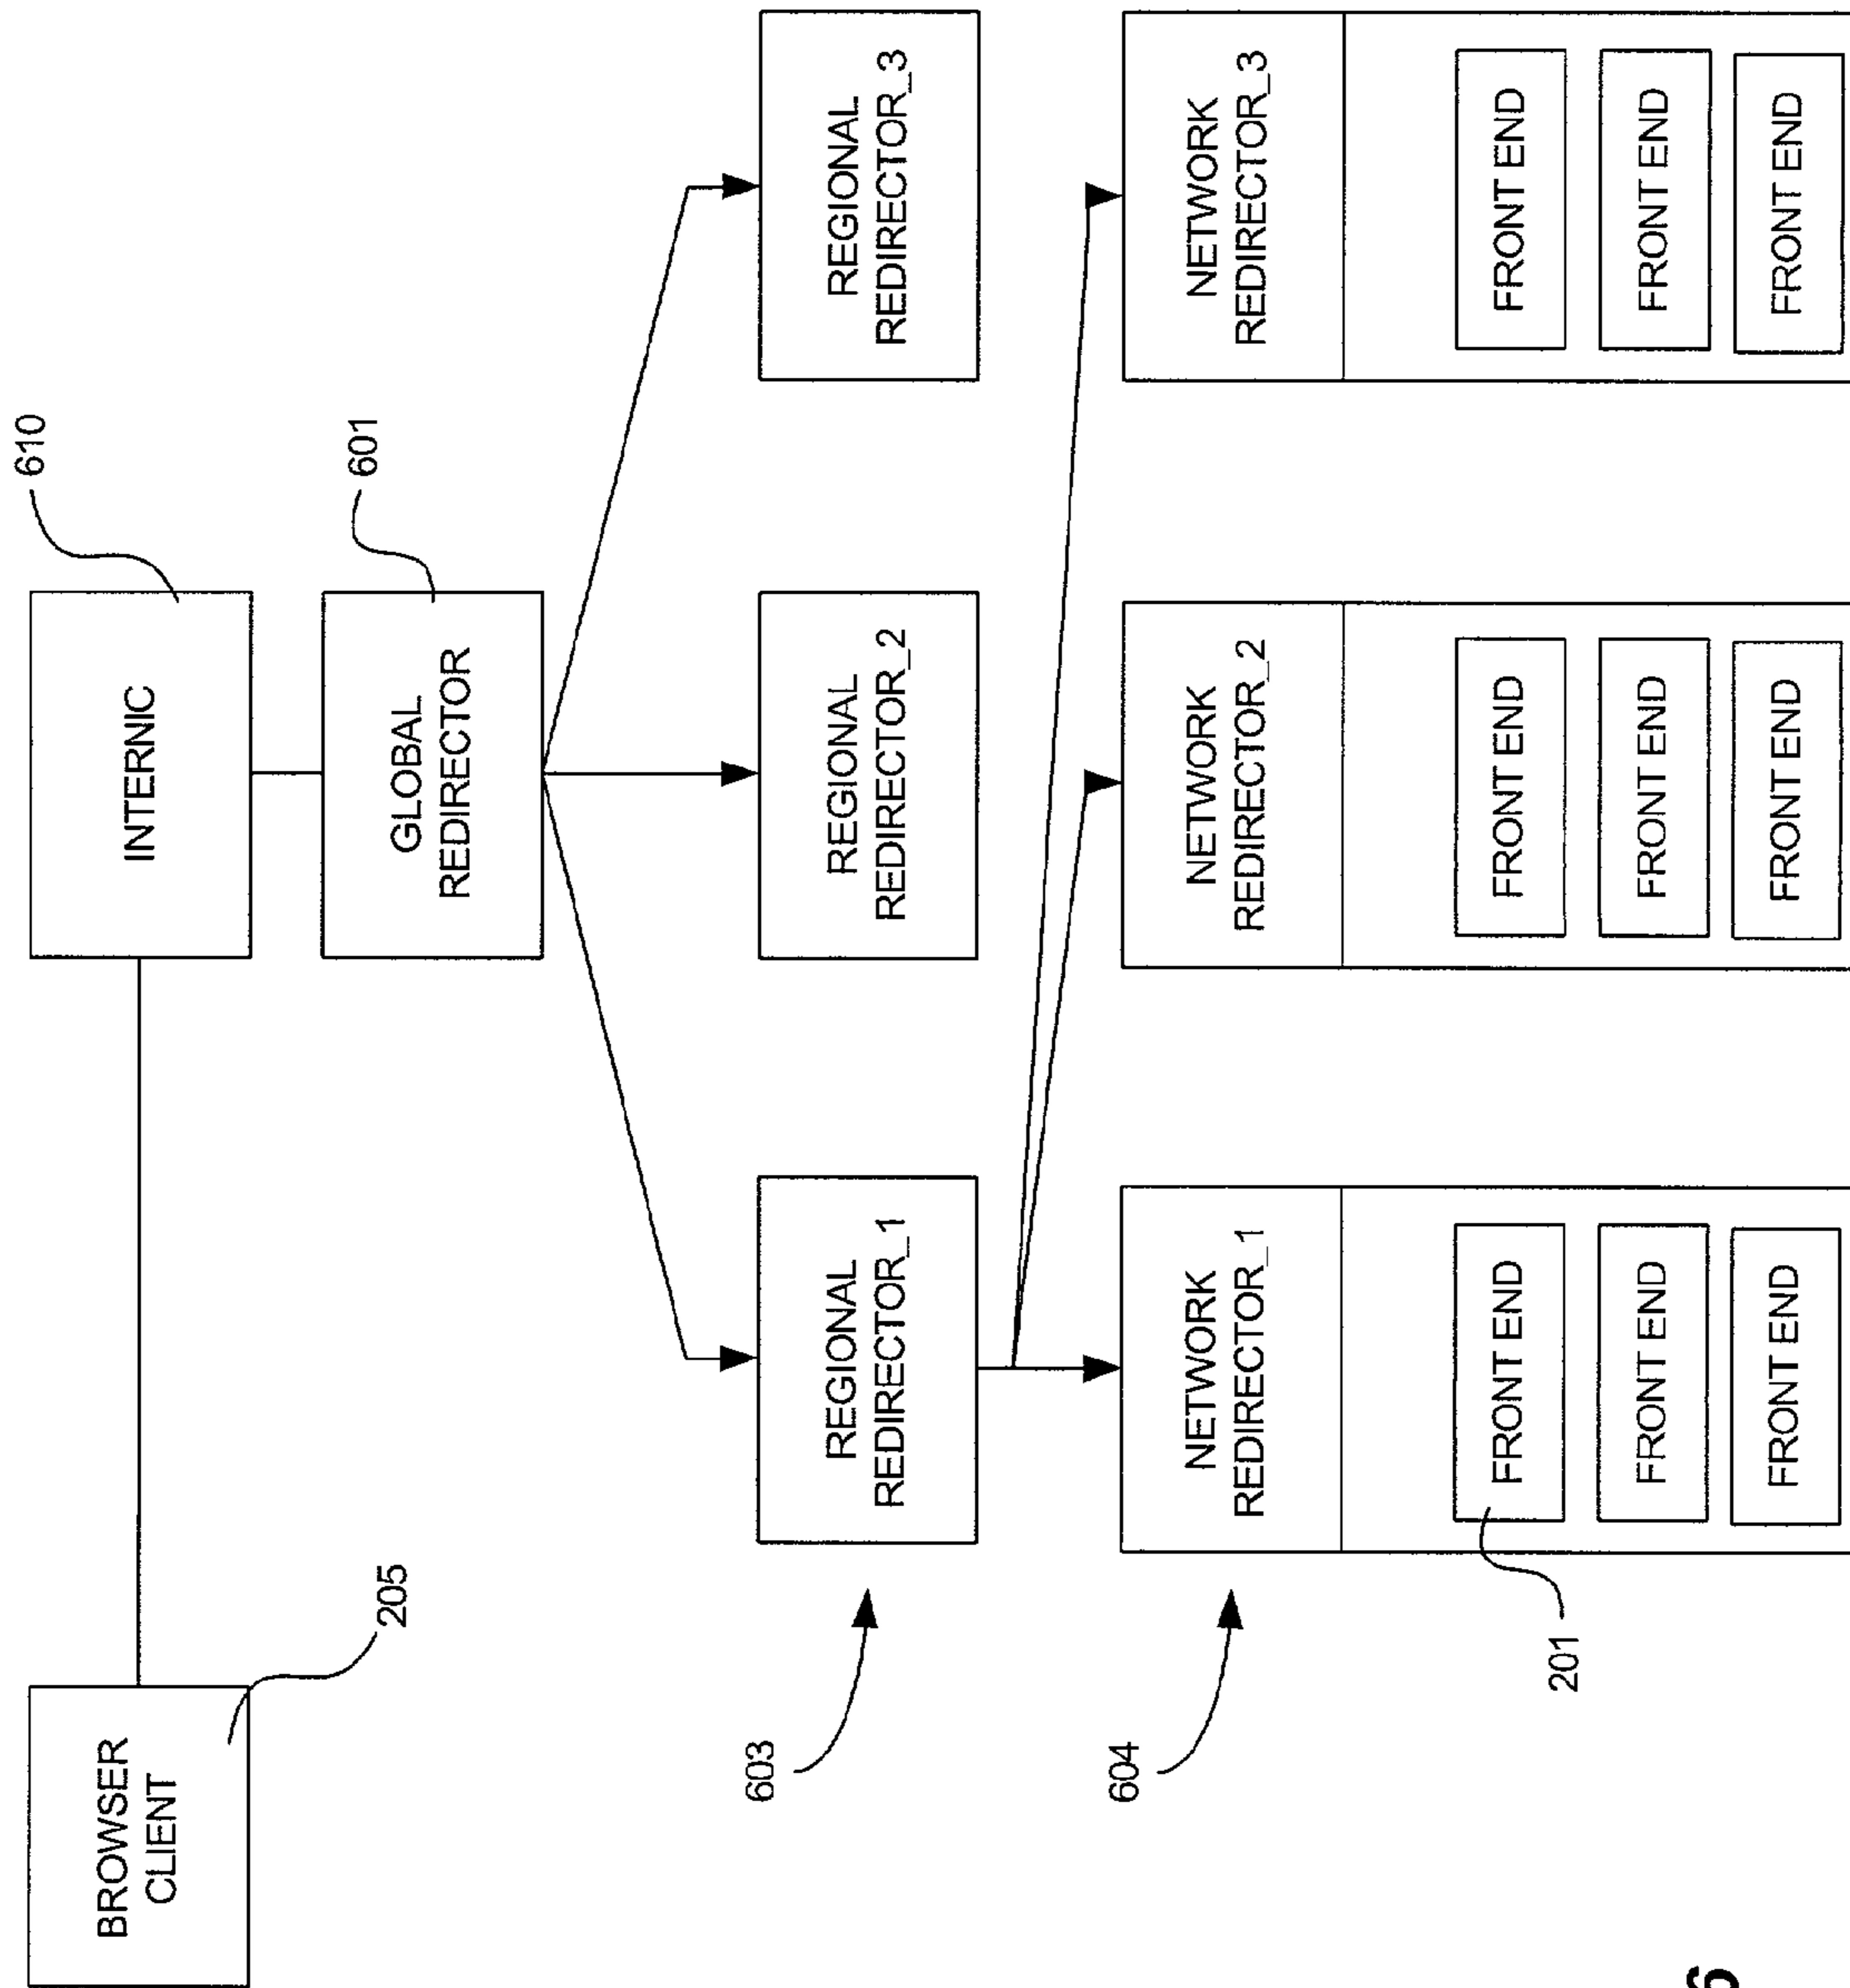 BROWSER
CLIENT
205
INTERNIC
610
GLOBAL
REDIRECTOR
601
603
REGIONAL
REDIRECTOR_1
REGIONAL
REDIRECTOR_2
REGIONAL
REDIRECTOR_3
604
NETWORK
REDIRECTOR_1
NETWORK
REDIRECTOR_2
NETWORK
REDIRECTOR_3
201
FRONT END
FRONT END
FRONT END
FRONT END
FRONT END
FRONT END
FRONT END
FRONT END
FRONT END
6